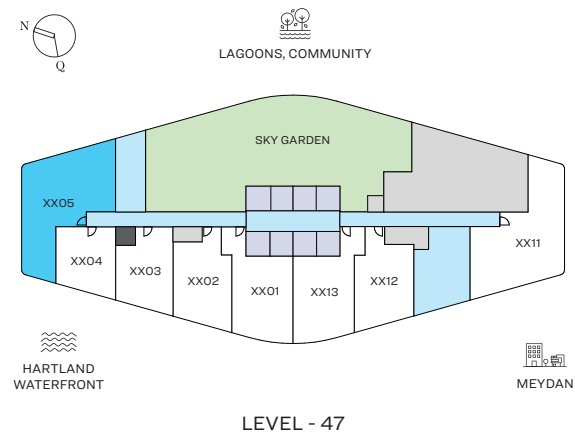 N
Q
LAGOONS, COMMUNITY
SKY GARDEN
XX05
XX11
XX04
XX03
XX02
XX01
XX13
XX12
HARTLAND
WATERFRONT
MEYDAN
LEVEL - 47